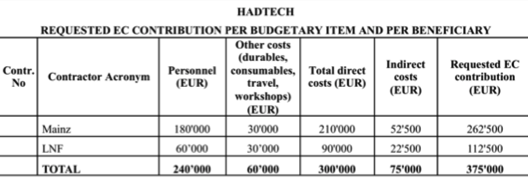 HADTECH
REQUESTED EC CONTRIBUTION PER BUDGETARY ITEM AND PER BENEFICIARY
Contr. No Contractor Acronym Personnel (EUR) Other costs (durables, consumables, travel, workshops) (EUR) Total direct costs (EUR) Indirect costs (EUR) Requested EC contribution (EUR)
Mainz 180'000 30'000 210'000 52'500 262'500
LNF 60'000 30'000 90'000 22'500 112'500
TOTAL 240'000 60'000 300'000 75'000 375'000